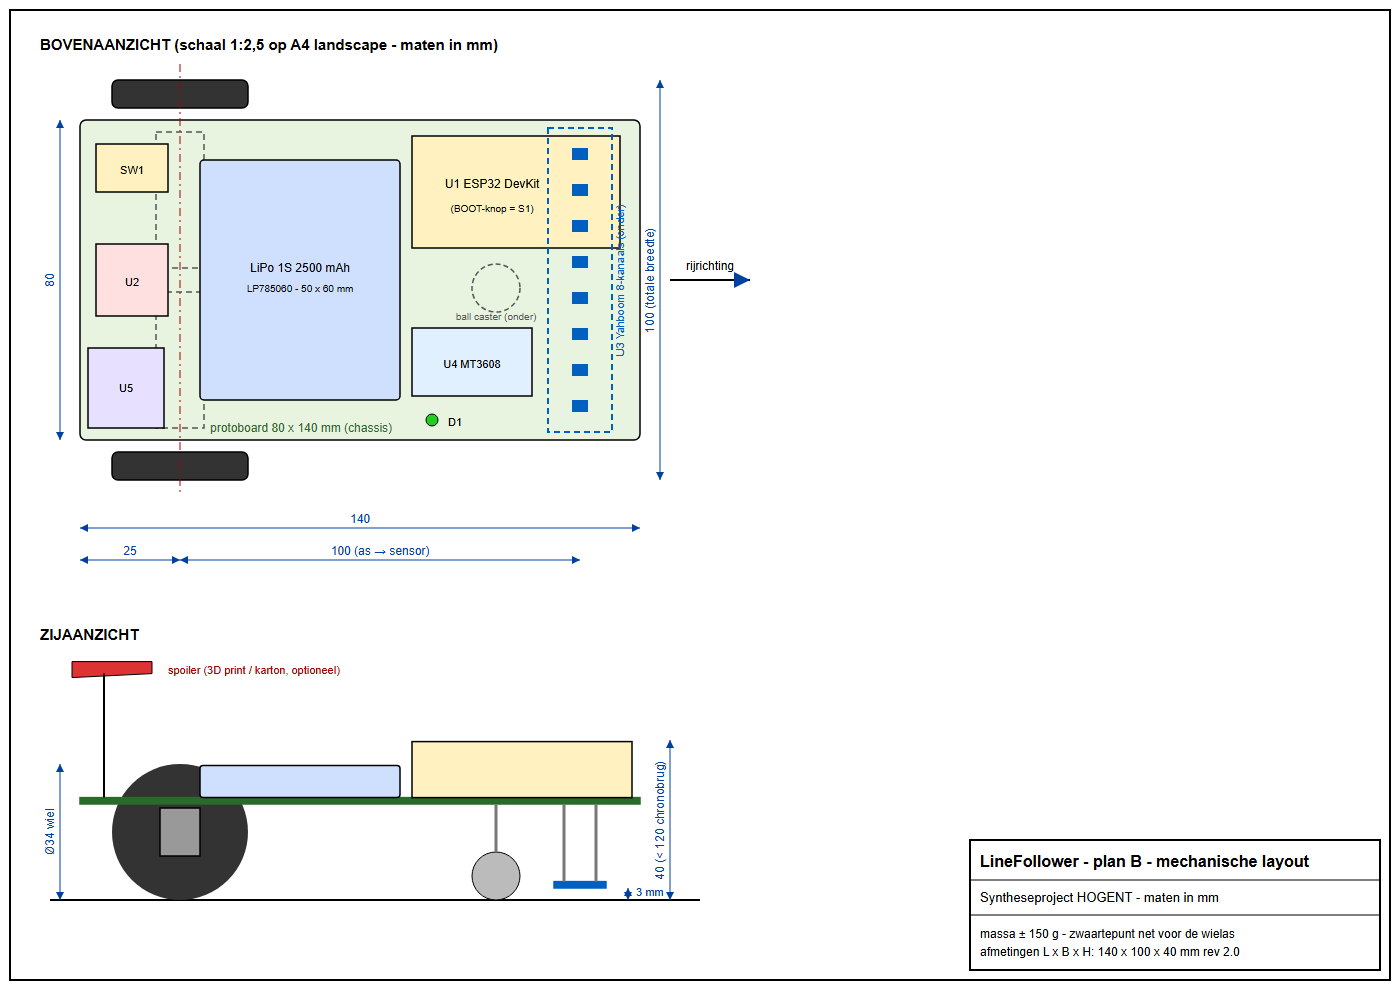 BOVENAANZICHT (schaal 1:2,5 op A4 landscape - maten in mm)
SW1
U1 ESP32 DevKit
(BOOT-knop = S1)
LiPo 1S 2500 mAh
LP785060 - 50 x 60 mm
U2
80
U3 Yahboom 8-kanaals (onder)
100 (totale breedte)
rijrichting
ball caster (onder)
U4 MT3608
U5
D1
protoboard 80 x 140 mm (chassis)
140
25
100 (as → sensor)
ZIJAANZICHT
spoiler (3D print / karton, optioneel)
Ø34 wiel
40 (< 120 chronobrug)
3 mm
LineFollower - plan B - mechanische layout
Syntheseproject HOGENT - maten in mm
massa ± 150 g - zwaartepunt net voor de wielas
afmetingen L x B x H: 140 x 100 x 40 mm rev 2.0